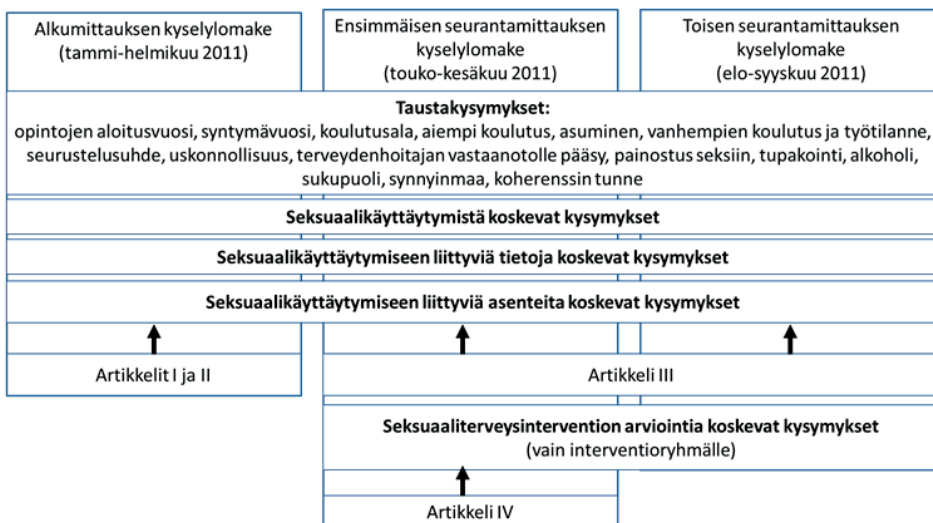 Alkumittauksen kyselylomake
(tammi-helmikuu 2011)
Ensimmäisen seurantamittauksen
kyselylomake
(touko-kesäkuu 2011)
Toisen seurantamittauksen
kyselylomake
(elo-syyskuu 2011)
Taustakysymykset:
opintojen aloitusvuosi, syntymävuosi, koulutusala, aiempi koulutus, asuminen, vanhempien koulutus ja työtilanne,
seurustelusuhde, uskonnollisuus, terveydenhoitajan vastaanotolle pääsy, painostus seksiin, tupakointi, alkoholi,
sukupuoli, synnyinmaa, koherenssin tunne
Seksuaalikäyttäytymistä koskevat kysymykset
Seksuaalikäyttäytymiseen liittyviä tietoja koskevat kysymykset
Seksuaalikäyttäytymiseen liittyviä asenteita koskevat kysymykset
Artikkelit I ja II
Artikkeli III
Seksuaaliterveysintervention arviointia koskevat kysymykset
(vain interventioryhmälle)
Artikkeli IV